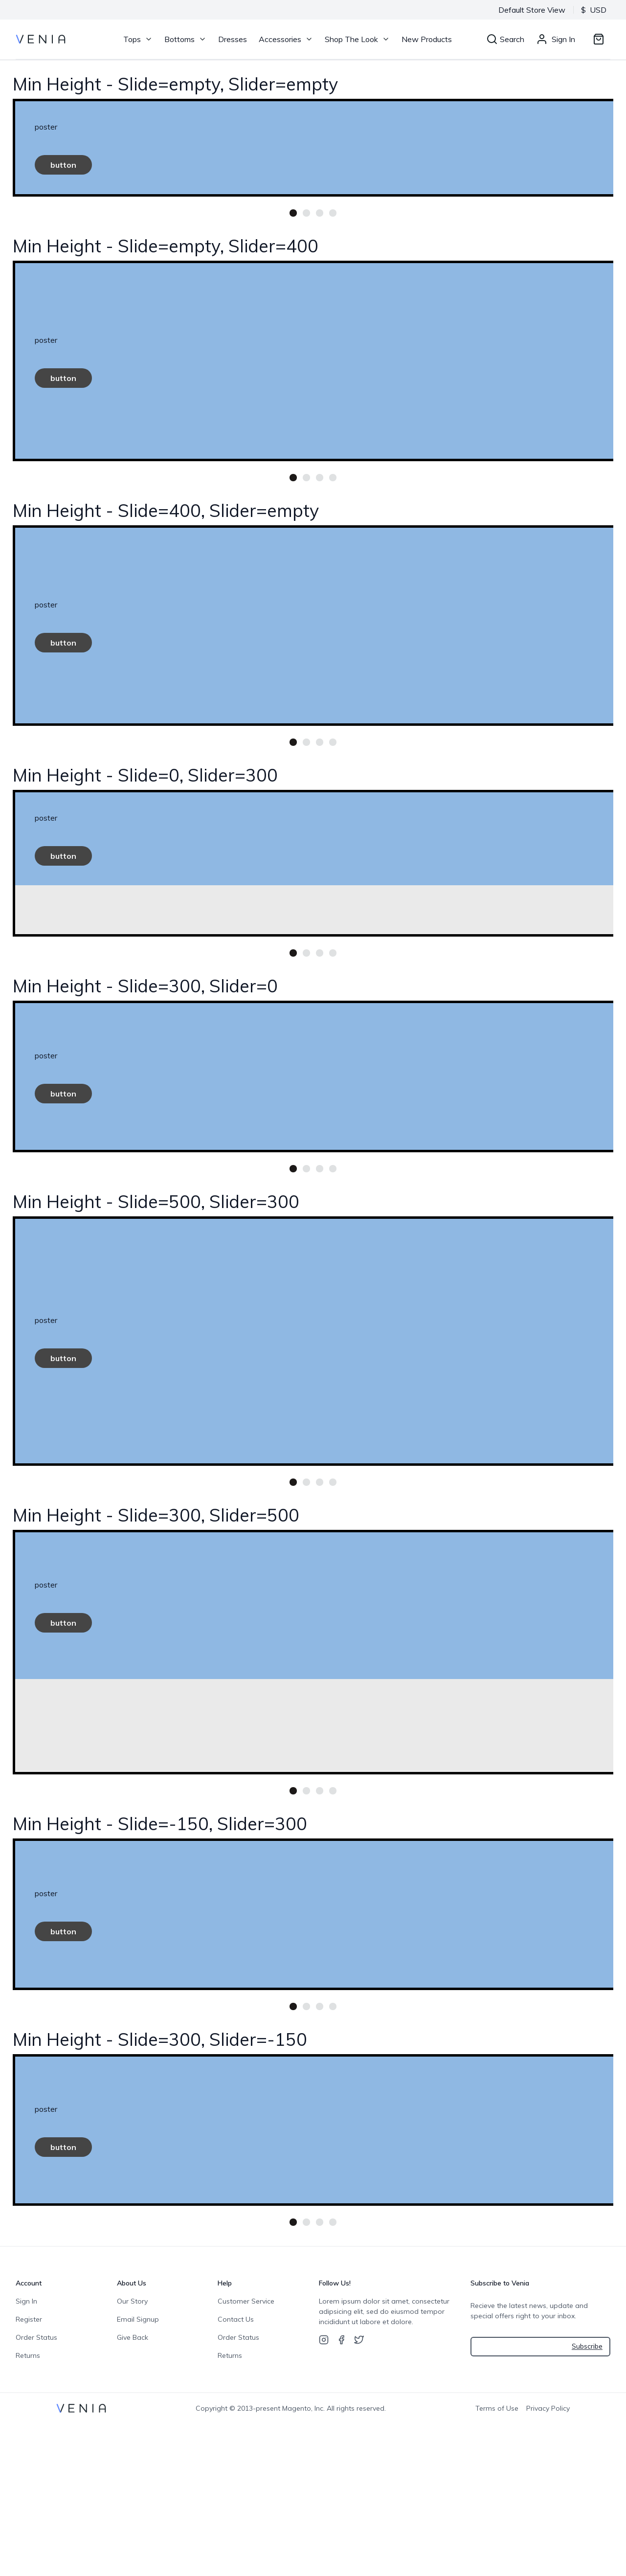 Default Store View $ USD
VENIA Tops Bottoms Dresses Accessories Shop The Look New Products Search Sign In
Min Height - Slide=empty, Slider=empty
poster
button
Min Height - Slide=empty, Slider=400
poster
button
Min Height - Slide=400, Slider=empty
poster
button
Min Height - Slide=0, Slider=300
poster
button
Min Height - Slide=300, Slider=0
poster
button
Min Height - Slide=500, Slider=300
poster
button
Min Height - Slide=300, Slider=500
poster
button
Min Height - Slide=-150, Slider=300
poster
button
Min Height - Slide=300, Slider=-150
poster
button
Account
Sign In
Register
Order Status
Returns
About Us
Our Story
Email Signup
Give Back
Help
Customer Service
Contact Us
Order Status
Returns
Follow Us!
Lorem ipsum dolor sit amet, consectetur
adipsicing elit, sed do eiusmod tempor
incididunt ut labore et dolore.
Subscribe to Venia
Recieve the latest news, update and
special offers right to your inbox.
Subscribe
VENIA Copyright © 2013-present Magento, Inc. All rights reserved. Terms of Use Privacy Policy